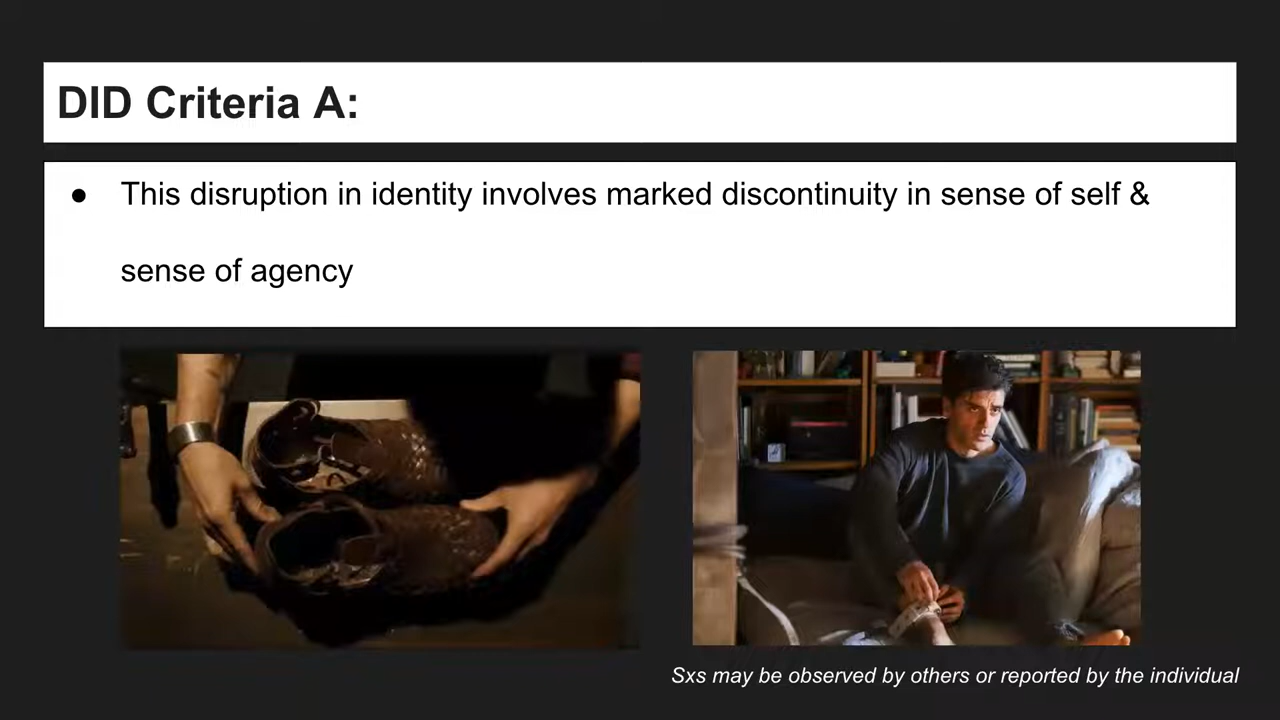 DID Criteria A:
● This disruption in identity involves marked discontinuity in sense of self &
sense of agency
Sxs may be observed by others or reported by the individual